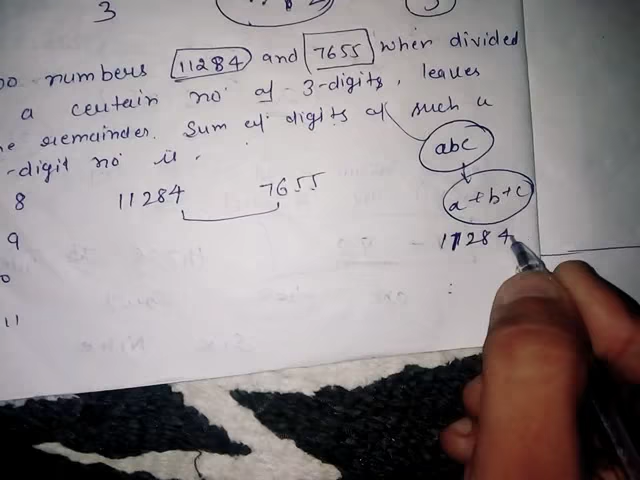 3
numbers 11284 and 7655 when divided
a certain no of 3-digits, leaves
remainder. Sum of digits of such a
-digit no is.
abc
8 11284 7655
a+b+c
9 11284
:
11